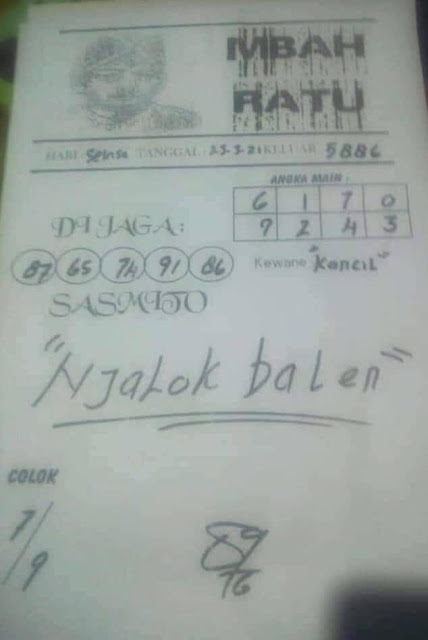 MBAH
RATU
HARI Selasa TANGGAL: 23.3.21 KELUAR 5886
ANGKA MAIN:
6 1 7 0
9 2 4 3
DI JAGA:
87 65 74 91 86
Kewane "Kancil"
SASMITO
"Njalok balen"
COLOK
7/9
89
76